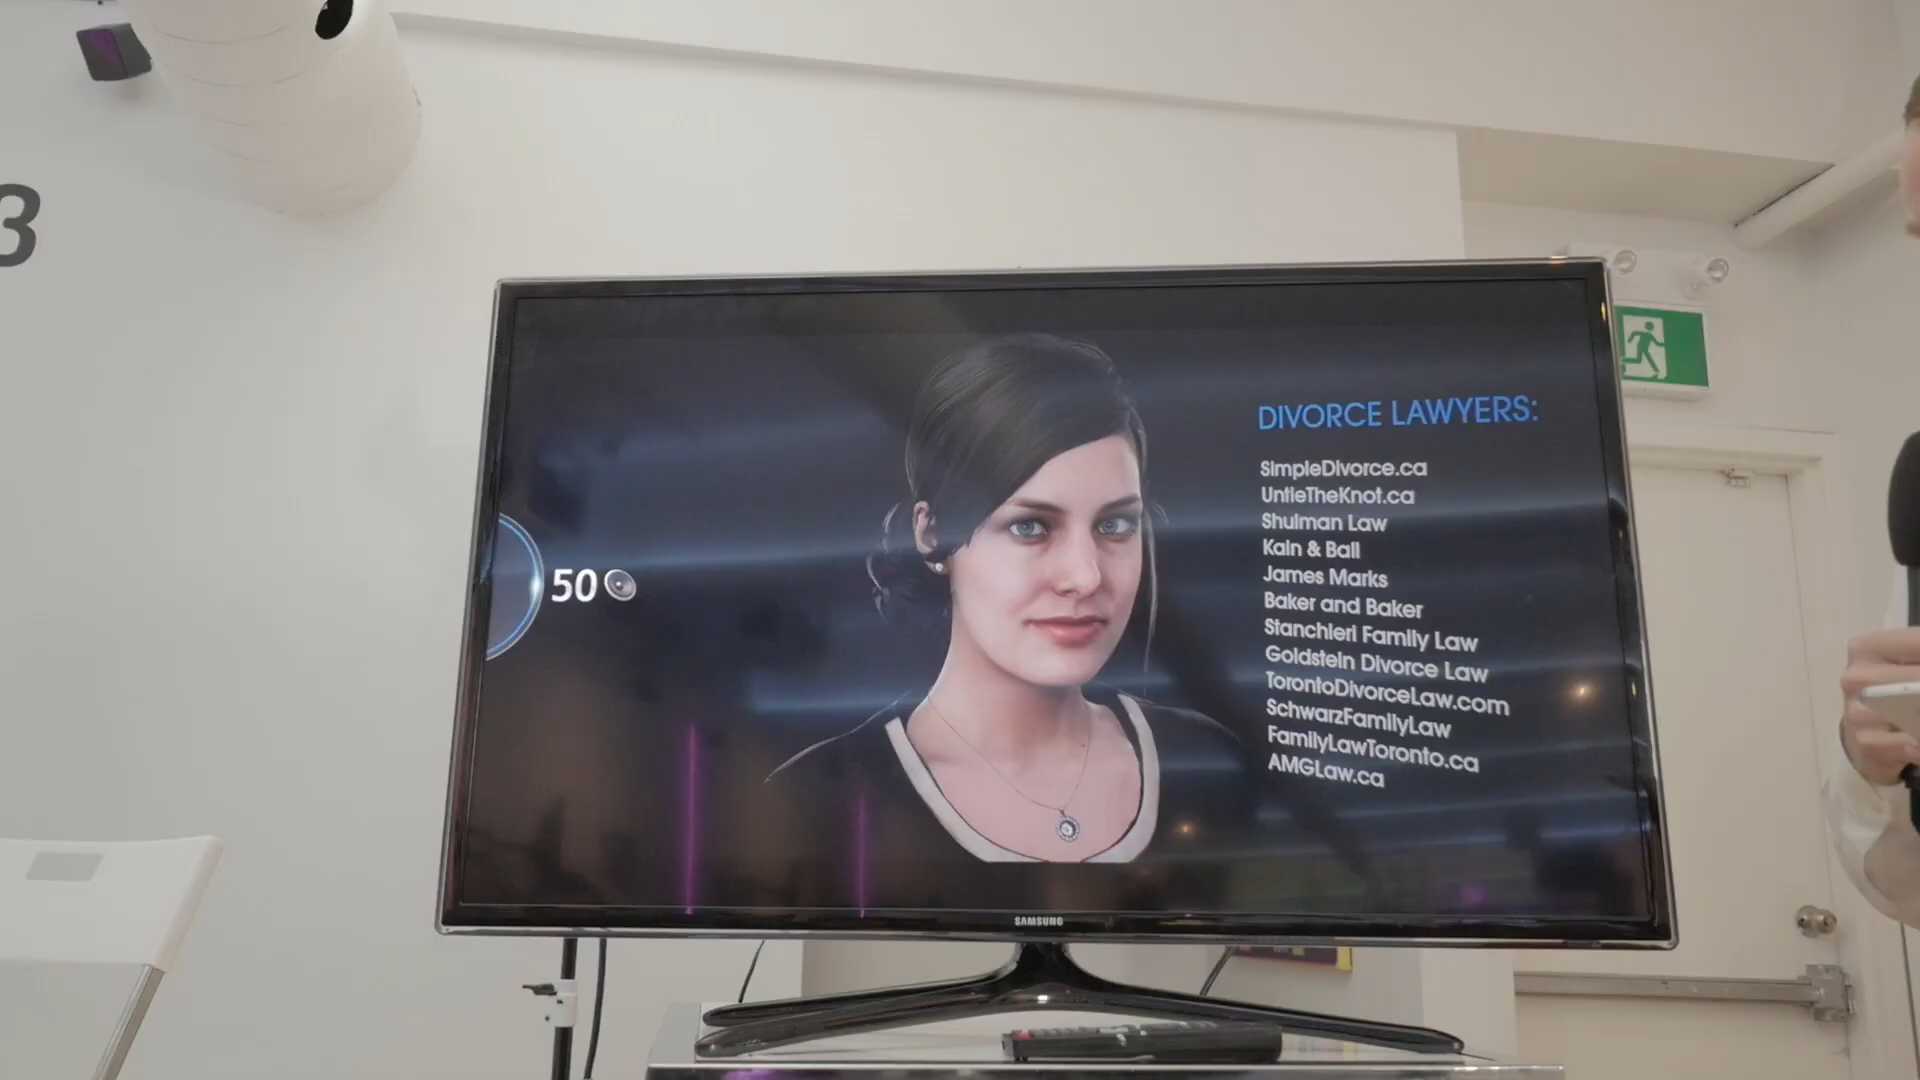 3
DIVORCE LAWYERS:
SimpleDivorce.ca
UntieTheKnot.ca
Shulman Law
Kain & Ball
James Marks
Baker and Baker
Stanchieri Family Law
Goldstein Divorce Law
TorontoDivorceLaw.com
SchwarzFamilyLaw
FamilyLawToronto.ca
AMGLaw.ca
50
SAMSUNG